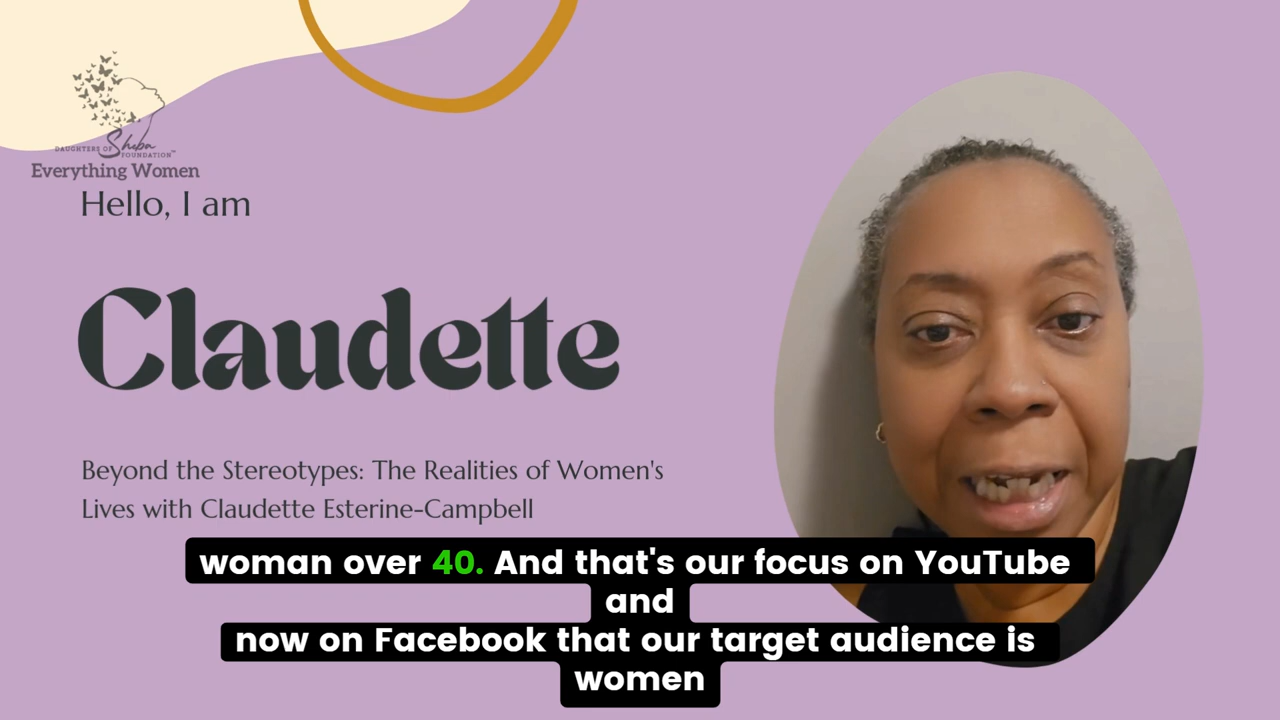 DAUGHTERS OF Sheba
FOUNDATION™
Everything Women
Hello, I am
Claudette
Beyond the Stereotypes: The Realities of Women's
Lives with Claudette Esterine-Campbell
woman over 40. And that's our focus on YouTube
and
now on Facebook that our target audience is
women